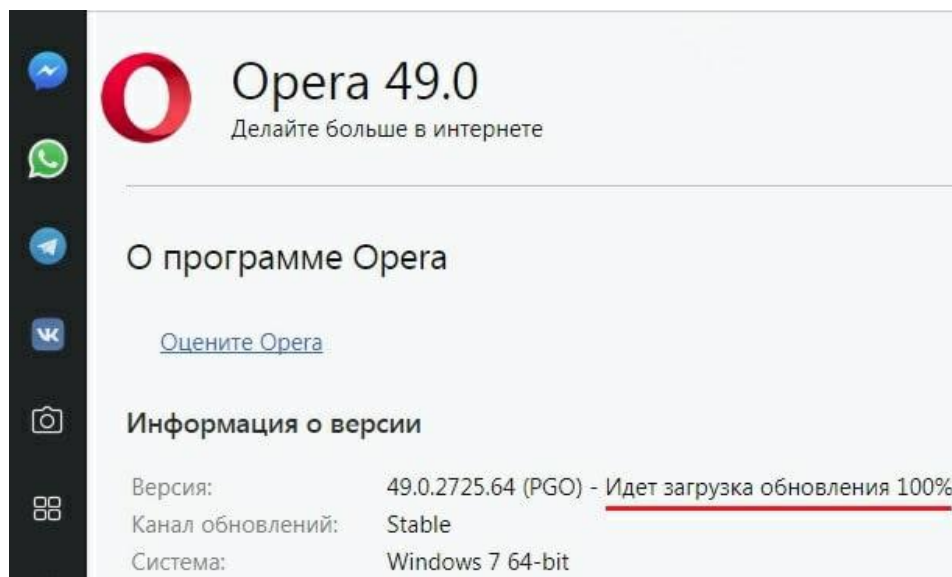 Opera 49.0
Делайте больше в интернете
О программе Opera
Оцените Opera
Информация о версии
Версия: 49.0.2725.64 (PGO) - Идет загрузка обновления 100%
Канал обновлений: Stable
Система: Windows 7 64-bit